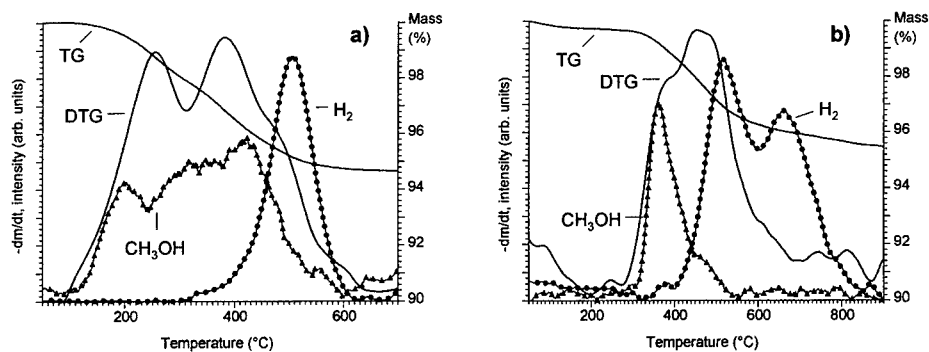 Mass
(%)
a)
TG
DTG
H₂
CH₃OH
-dm/dt, intensity (arb. units)
98
96
94
92
90
200
400
600
Temperature (°C)
Mass
(%)
b)
TG
DTG
H₂
CH₃OH
-dm/dt, intensity (arb. units)
98
96
94
92
90
200
400
600
800
Temperature (°C)